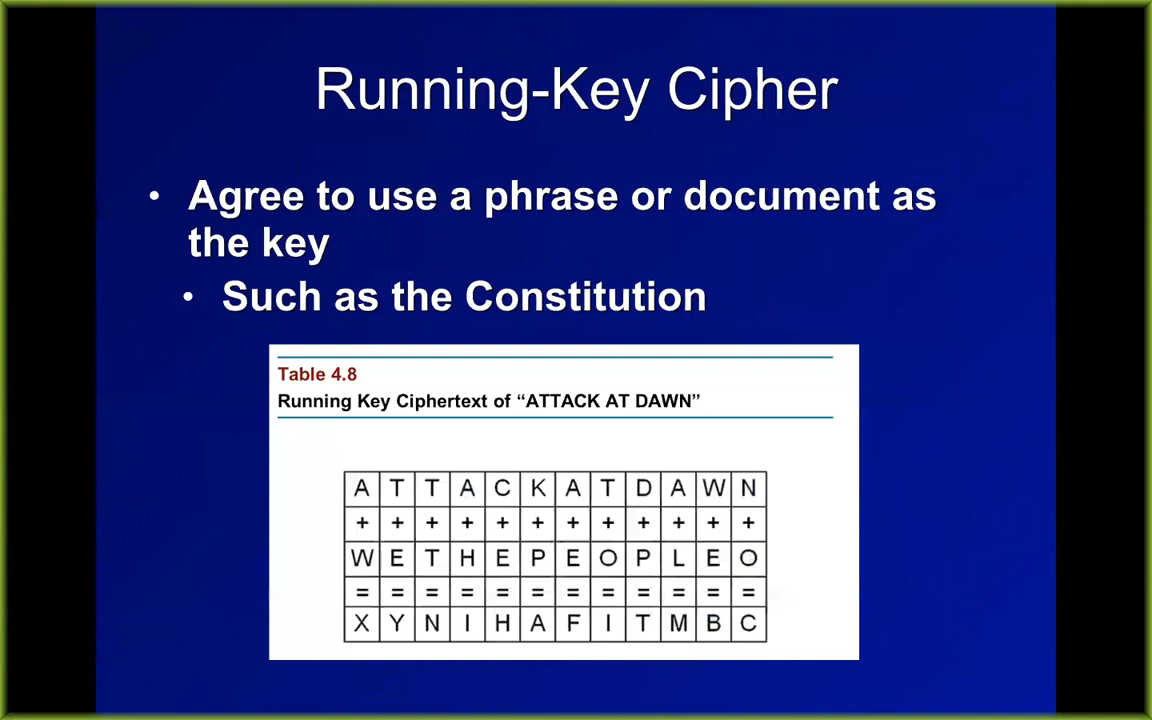 Running-Key Cipher
• Agree to use a phrase or document as
the key
• Such as the Constitution
Table 4.8
Running Key Ciphertext of “ATTACK AT DAWN”
A T T A C K A T D A W N
+ + + + + + + + + + + +
W E T H E P E O P L E O
= = = = = = = = = = = =
X Y N I H A F I T M B C